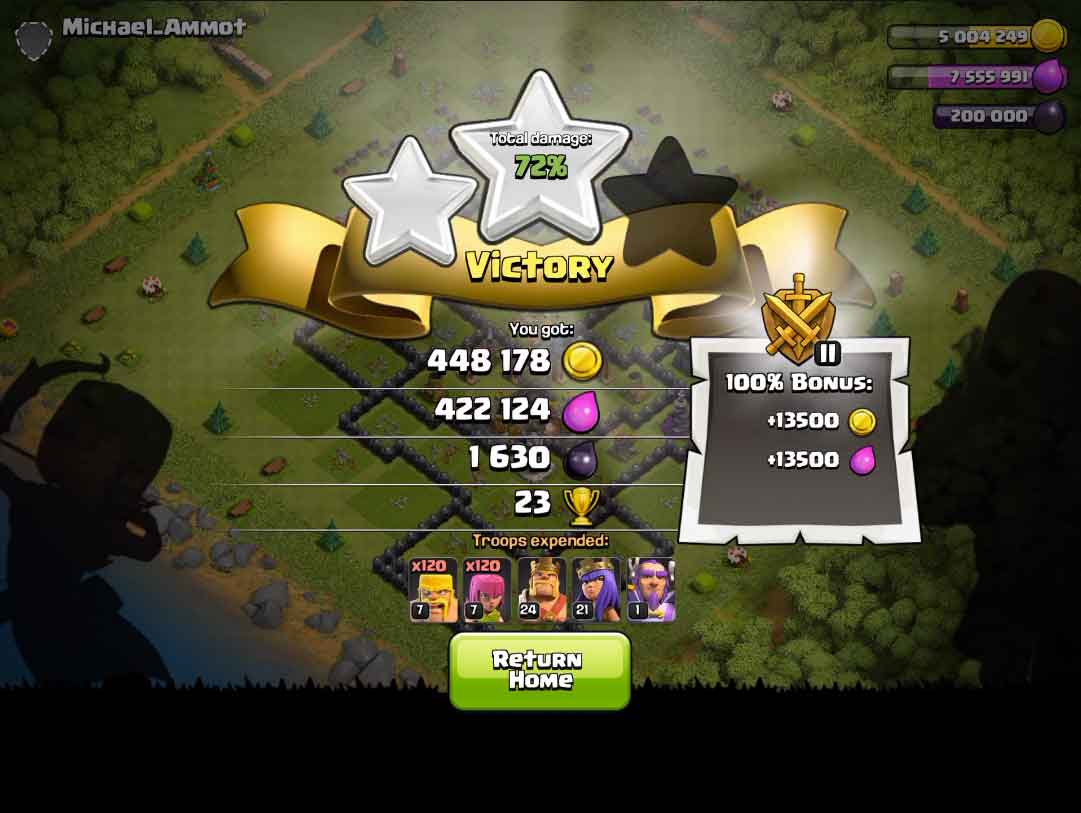 Michael_Ammot
5 004 249
7 555 991
200 000
Total damage:
72%
Victory
You got:
448 178
422 124
1 630
23
II
100% Bonus:
+13500
+13500
Troops expended:
x120 x120
7 7 24 21 1
Return
Home